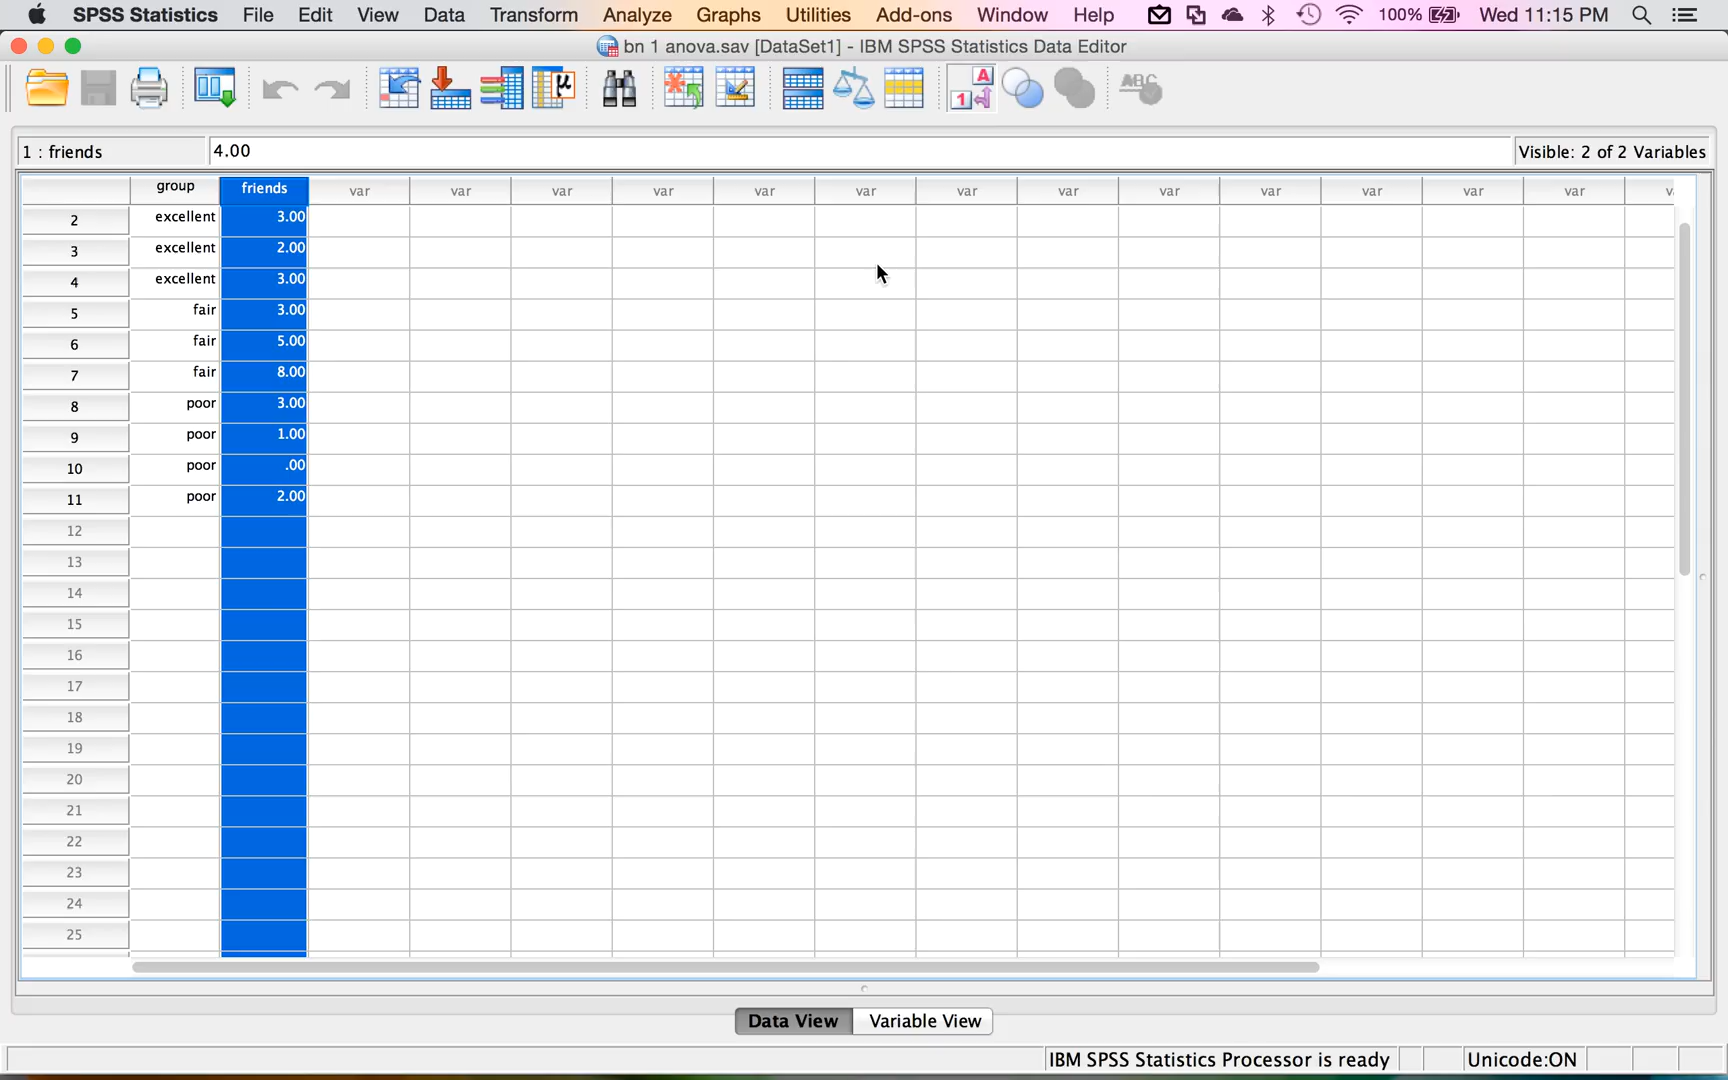 SPSS Statistics File Edit View Data Transform Analyze Graphs Utilities Add-ons Window Help 100% Wed 11:15 PM
bn 1 anova.sav [DataSet1] - IBM SPSS Statistics Data Editor
μ A 1 ABC
1 : friends 4.00 Visible: 2 of 2 Variables
group friends var var var var var var var var var var var var var v
2 excellent 3.00
3 excellent 2.00
4 excellent 3.00
5 fair 3.00
6 fair 5.00
7 fair 8.00
8 poor 3.00
9 poor 1.00
10 poor .00
11 poor 2.00
12
13
14
15
16
17
18
19
20
21
22
23
24
25
Data View Variable View
IBM SPSS Statistics Processor is ready Unicode:ON